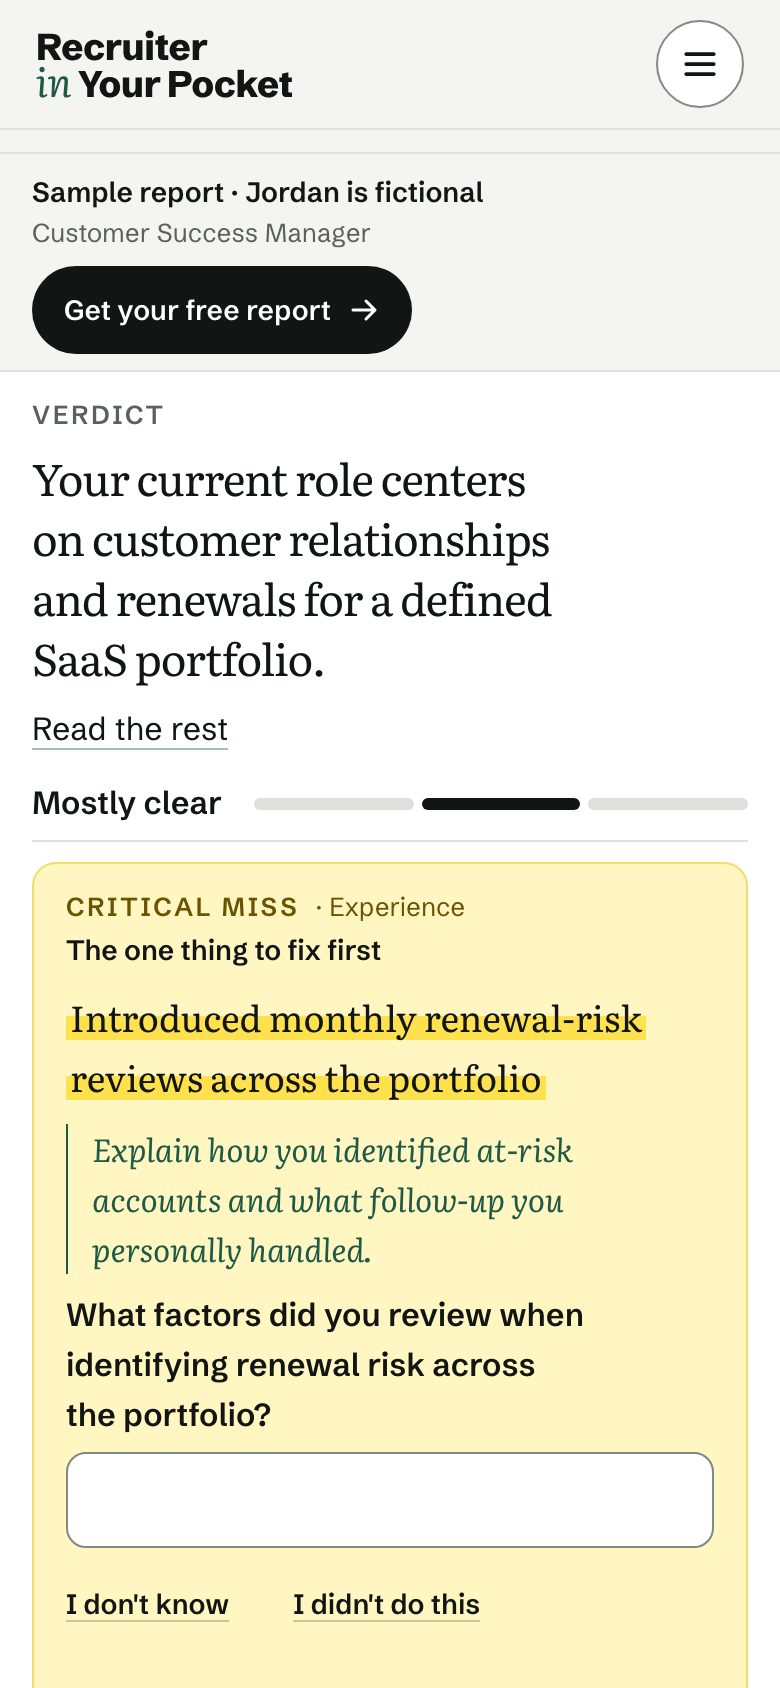 Recruiter
in Your Pocket
Sample report · Jordan is fictional
Customer Success Manager
Get your free report →
VERDICT
Your current role centers
on customer relationships
and renewals for a defined
SaaS portfolio.
Read the rest
Mostly clear
CRITICAL MISS · Experience
The one thing to fix first
Introduced monthly renewal-risk
reviews across the portfolio
Explain how you identified at-risk
accounts and what follow-up you
personally handled.
What factors did you review when
identifying renewal risk across
the portfolio?
I don't know I didn't do this